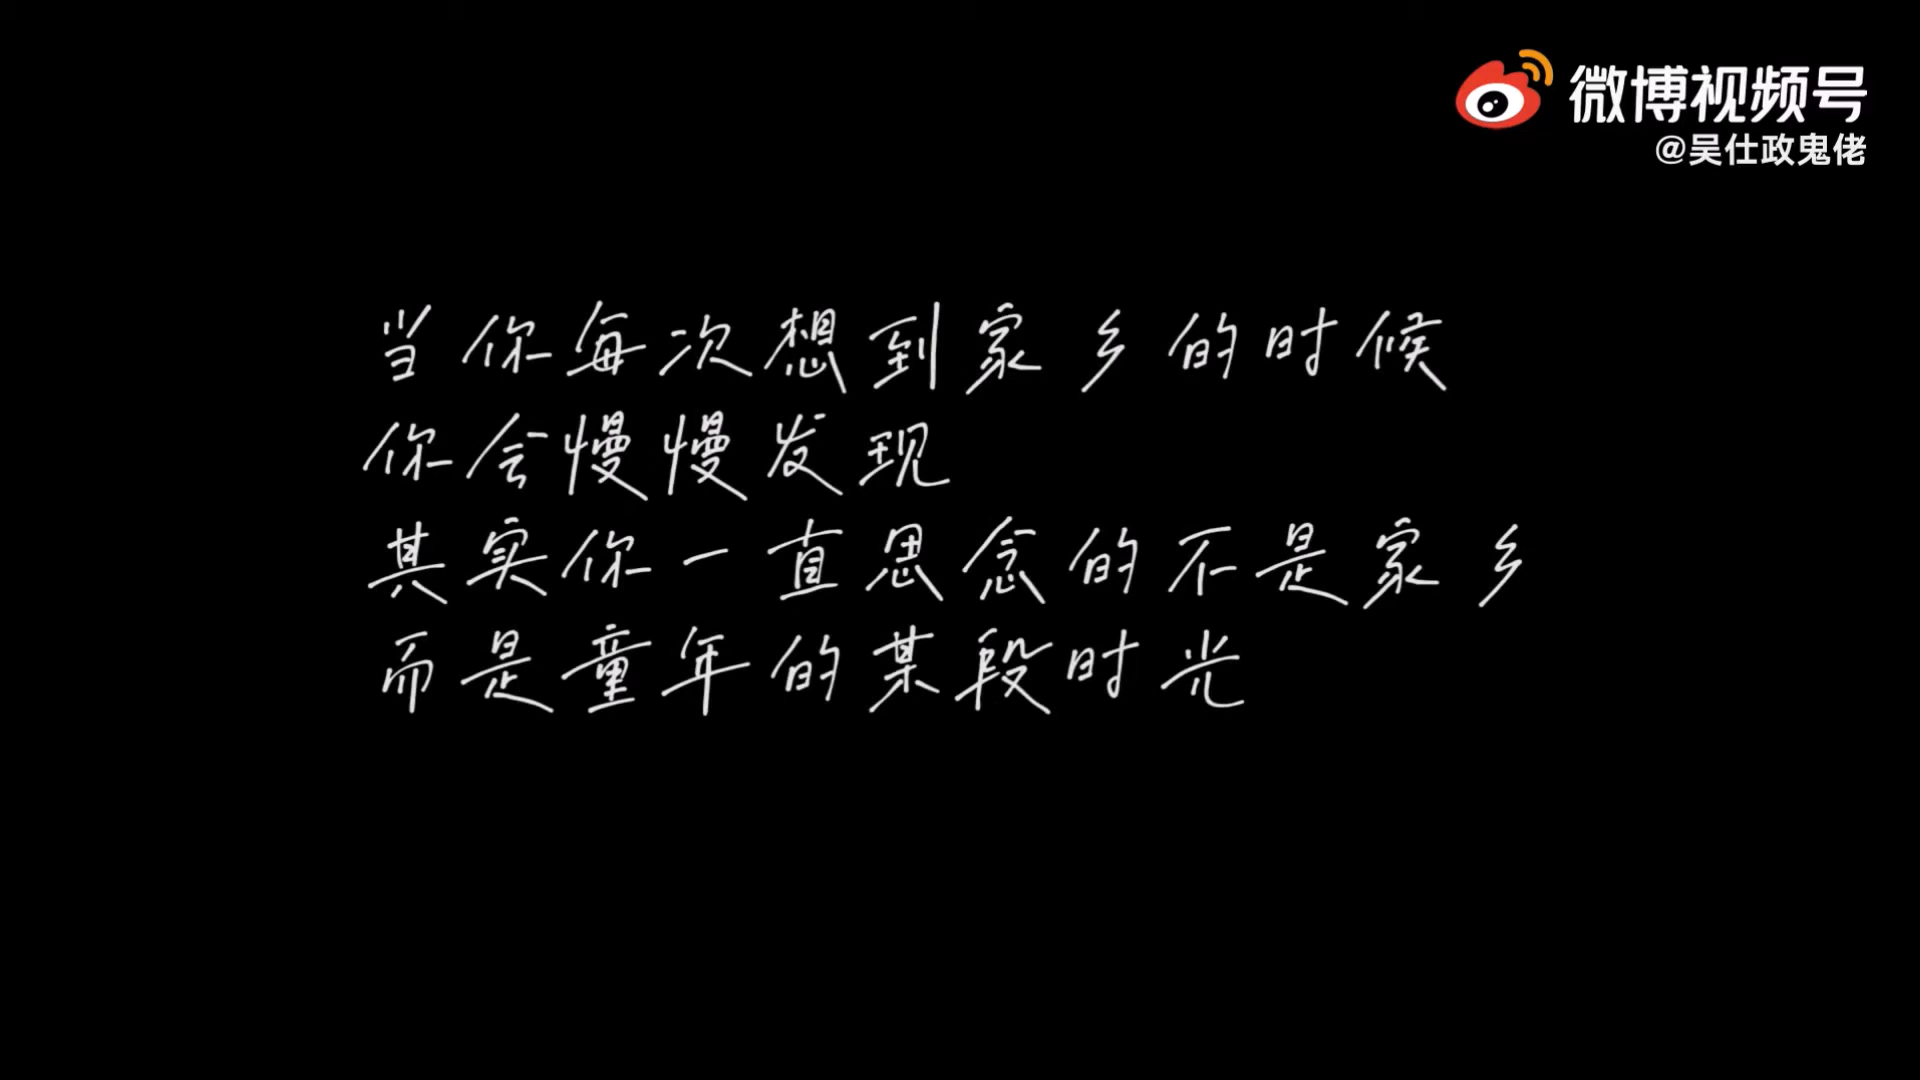 微博视频号
@吴仕政鬼佬
当你每次想到家乡的时候
你会慢慢发现
其实你一直思念的不是家乡
而是童年的某段时光